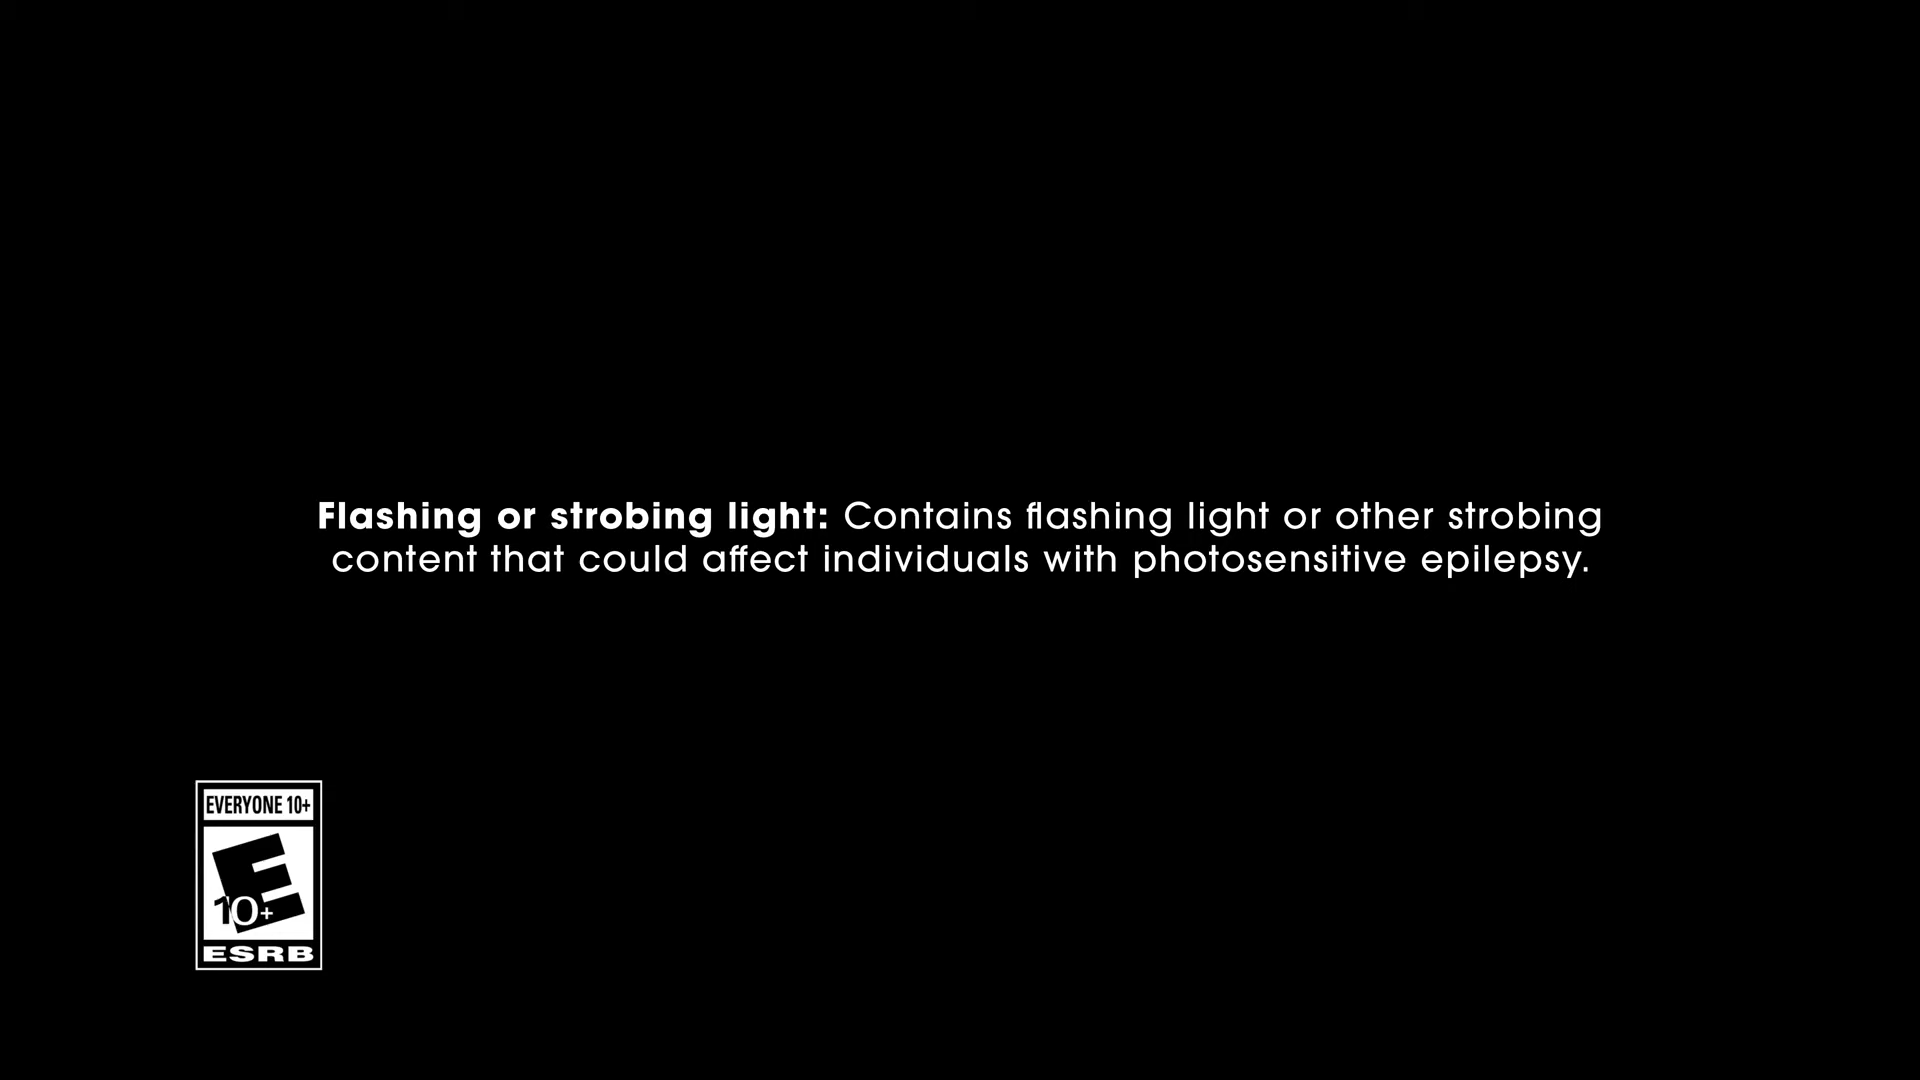 Flashing or strobing light: Contains flashing light or other strobing
content that could affect individuals with photosensitive epilepsy.
EVERYONE 10+
E
10+
ESRB